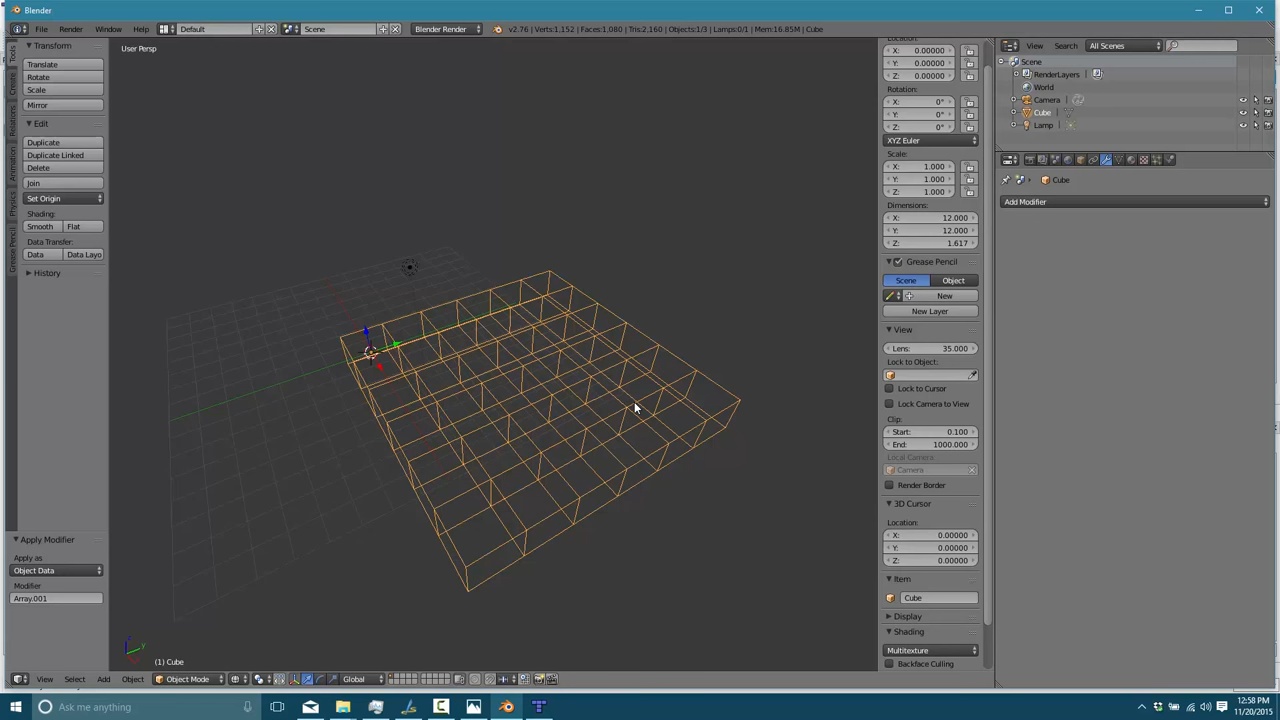 Blender
File Render Window Help Default Scene Blender Render v2.76 | Verts:1,152 | Faces:1,080 | Tris:2,160 | Objects:1/3 | Lamps:0/1 | Mem:16.85M | Cube
Tools
Create
Relations
Animation
Physics
Grease Pencil
Transform
Translate
Rotate
Scale
Mirror
Edit
Duplicate
Duplicate Linked
Delete
Join
Set Origin
Shading:
Smooth Flat
Data Transfer:
Data Data Layo
History
Apply Modifier
Apply as
Object Data
Modifier
Array.001
User Persp
(1) Cube
View Select Add Object Object Mode Global
Location:
X: 0.00000
Y: 0.00000
Z: 0.00000
Rotation:
X: 0°
Y: 0°
Z: 0°
XYZ Euler
Scale:
X: 1.000
Y: 1.000
Z: 1.000
Dimensions:
X: 12.000
Y: 12.000
Z: 1.617
Grease Pencil
Scene Object
New
New Layer
View
Lens: 35.000
Lock to Object:
Lock to Cursor
Lock Camera to View
Clip:
Start: 0.100
End: 1000.000
Local Camera:
Camera
Render Border
3D Cursor
Location:
X: 0.00000
Y: 0.00000
Z: 0.00000
Item
Cube
Display
Shading
Multitexture
Backface Culling
View Search All Scenes
Scene
RenderLayers
World
Camera
Cube
Lamp
Cube
Add Modifier
Ask me anything
12:58 PM
11/20/2015